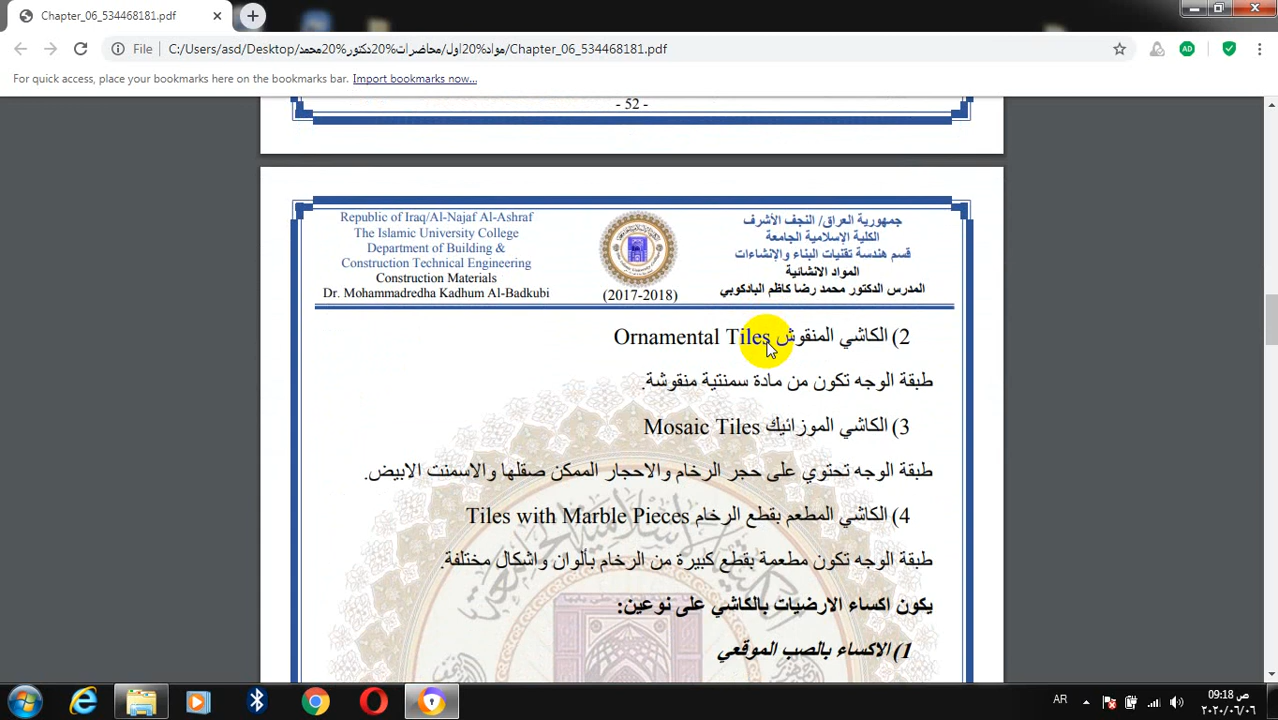 Chapter_06_534468181.pdf
File C:/Users/asd/Desktop/مواد%20اول/محاضرات%20دكتور%20محمد/Chapter_06_534468181.pdf
For quick access, place your bookmarks here on the bookmarks bar. Import bookmarks now...
- 52 -
Republic of Iraq/Al-Najaf Al-Ashraf
The Islamic University College
Department of Building &
Construction Technical Engineering
Construction Materials
Dr. Mohammadredha Kadhum Al-Badkubi
(2017-2018)
جمهورية العراق/ النجف الأشرف
الكلية الإسلامية الجامعة
قسم هندسة تقنيات البناء والإنشاءات
المواد الانشائية
المدرس الدكتور محمد رضا كاظم البادكوبي
2) الكاشي المنقوش Ornamental Tiles
طبقة الوجه تكون من مادة سمنتية منقوشة.
3) الكاشي الموزائيك Mosaic Tiles
طبقة الوجه تحتوي على حجر الرخام والاحجار الممكن صقلها والاسمنت الابيض.
4) الكاشي المطعم بقطع الرخام Tiles with Marble Pieces
طبقة الوجه تكون مطعمة بقطع كبيرة من الرخام بألوان واشكال مختلفة.
يكون اكساء الارضيات بالكاشي على نوعين:
1) الاكساء بالصب الموقعي
AR
09:18 ص
٢٠٢٠/٠٦/٠٦